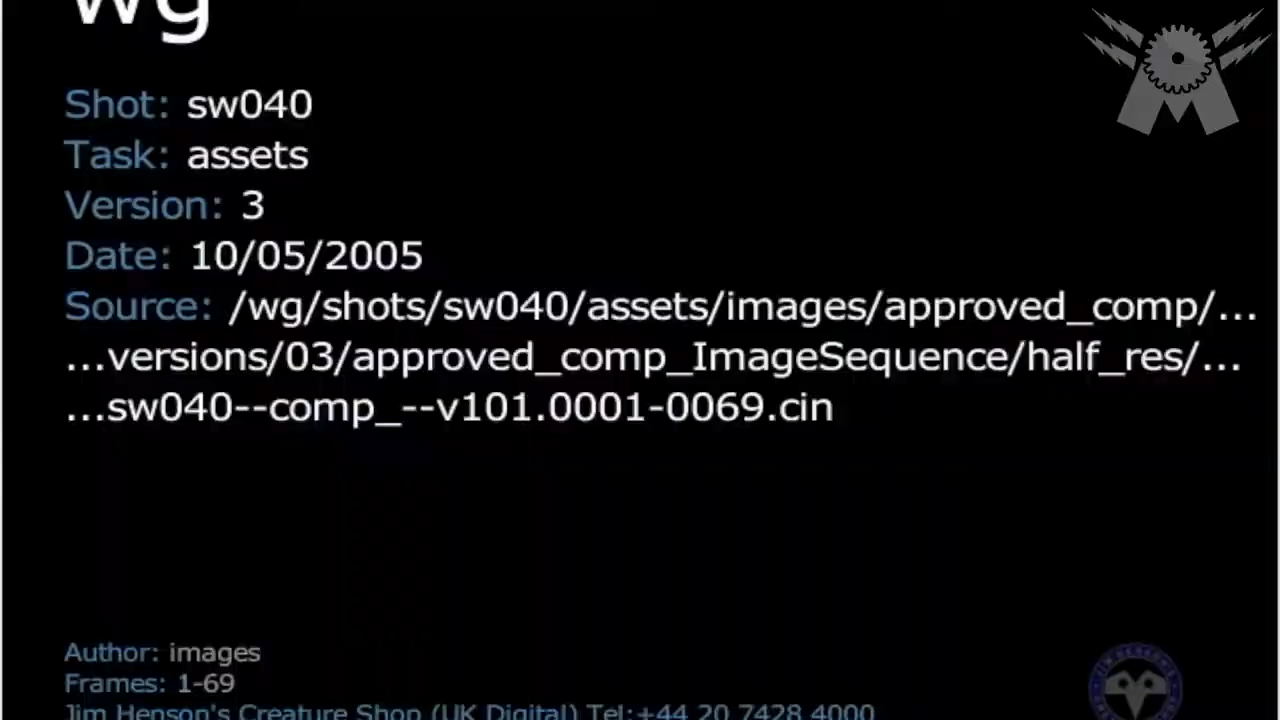 wg
Shot: sw040
Task: assets
Version: 3
Date: 10/05/2005
Source: /wg/shots/sw040/assets/images/approved_comp/...
...versions/03/approved_comp_ImageSequence/half_res/...
...sw040--comp_--v101.0001-0069.cin
Author: images
Frames: 1-69
Jim Henson's Creature Shop (UK Digital) Tel:+44 20 7428 4000